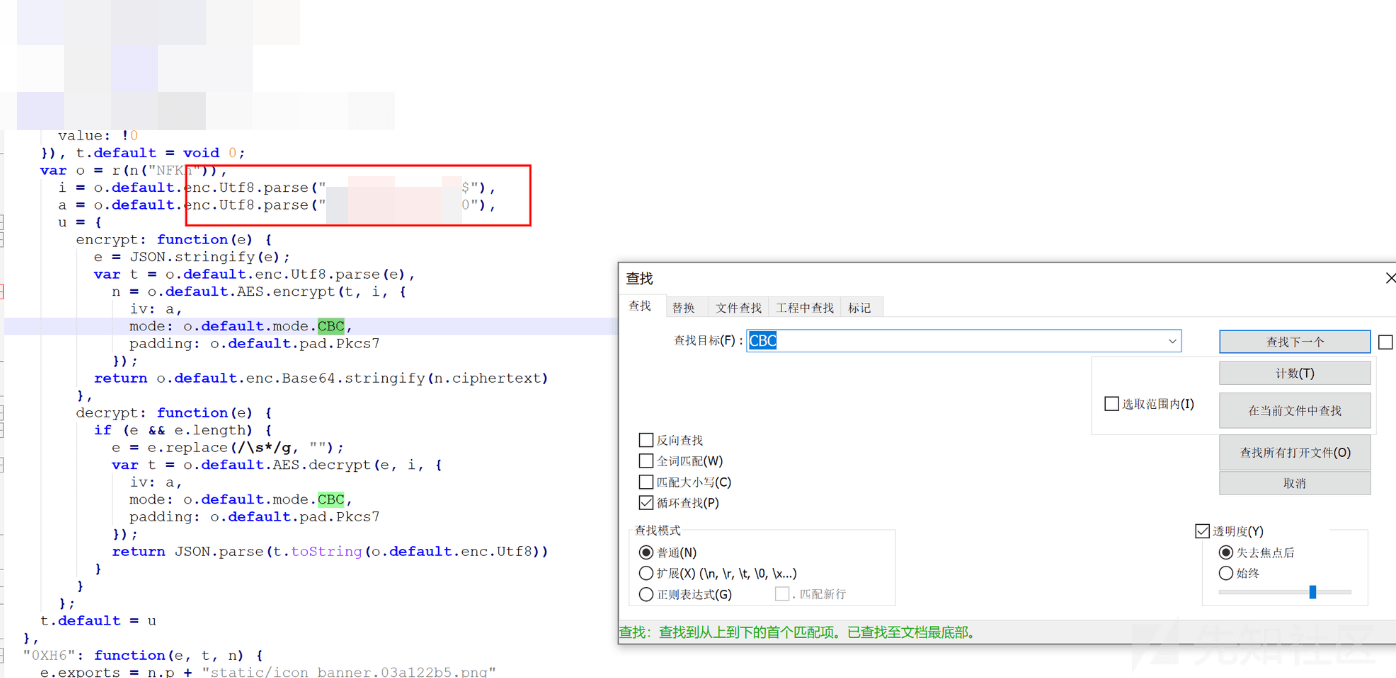 value: !0
}), t.default = void 0;
var o = r(n("NFKh")),
i = o.default.enc.Utf8.parse(" $"),
a = o.default.enc.Utf8.parse(" 0"),
u = {
encrypt: function(e) {
e = JSON.stringify(e);
var t = o.default.enc.Utf8.parse(e),
n = o.default.AES.encrypt(t, i, {
iv: a,
mode: o.default.mode.CBC,
padding: o.default.pad.Pkcs7
});
return o.default.enc.Base64.stringify(n.ciphertext)
},
decrypt: function(e) {
if (e && e.length) {
e = e.replace(/\s*/g, "");
var t = o.default.AES.decrypt(e, i, {
iv: a,
mode: o.default.mode.CBC,
padding: o.default.pad.Pkcs7
});
return JSON.parse(t.toString(o.default.enc.Utf8))
}
}
};
t.default = u
},
"0XH6": function(e, t, n) {
e.exports = n.p + "static/icon_banner.03a122b5.png"
查找
查找 替换 文件查找 工程中查找 标记
查找目标(F) : CBC
查找下一个
计数(T)
选取范围内(I)
在当前文件中查找
查找所有打开文件(O)
取消
反向查找
全词匹配(W)
匹配大小写(C)
循环查找(P)
查找模式
普通(N)
扩展(X) (\n, \r, \t, \0, \x...)
正则表达式(G)
. 匹配新行
透明度(Y)
失去焦点后
始终
查找: 查找到从上到下的首个匹配项。已查找至文档最底部。
先知社区